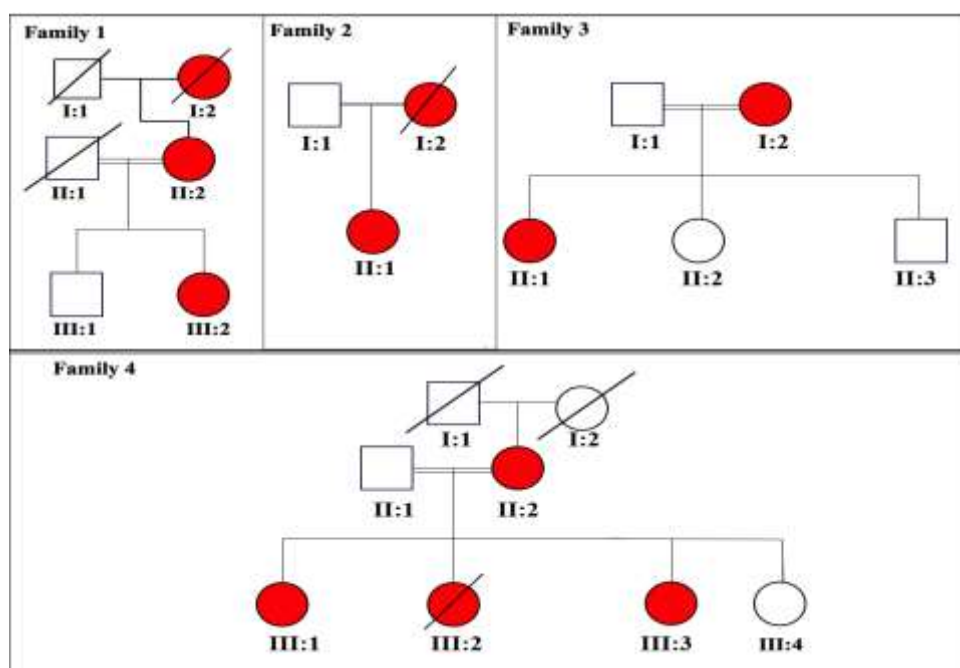 Family 1
I:1 I:2
II:1 II:2
III:1 III:2
Family 2
I:1 I:2
II:1
Family 3
I:1 I:2
II:1 II:2 II:3
Family 4
I:1 I:2
II:1 II:2
III:1 III:2 III:3 III:4